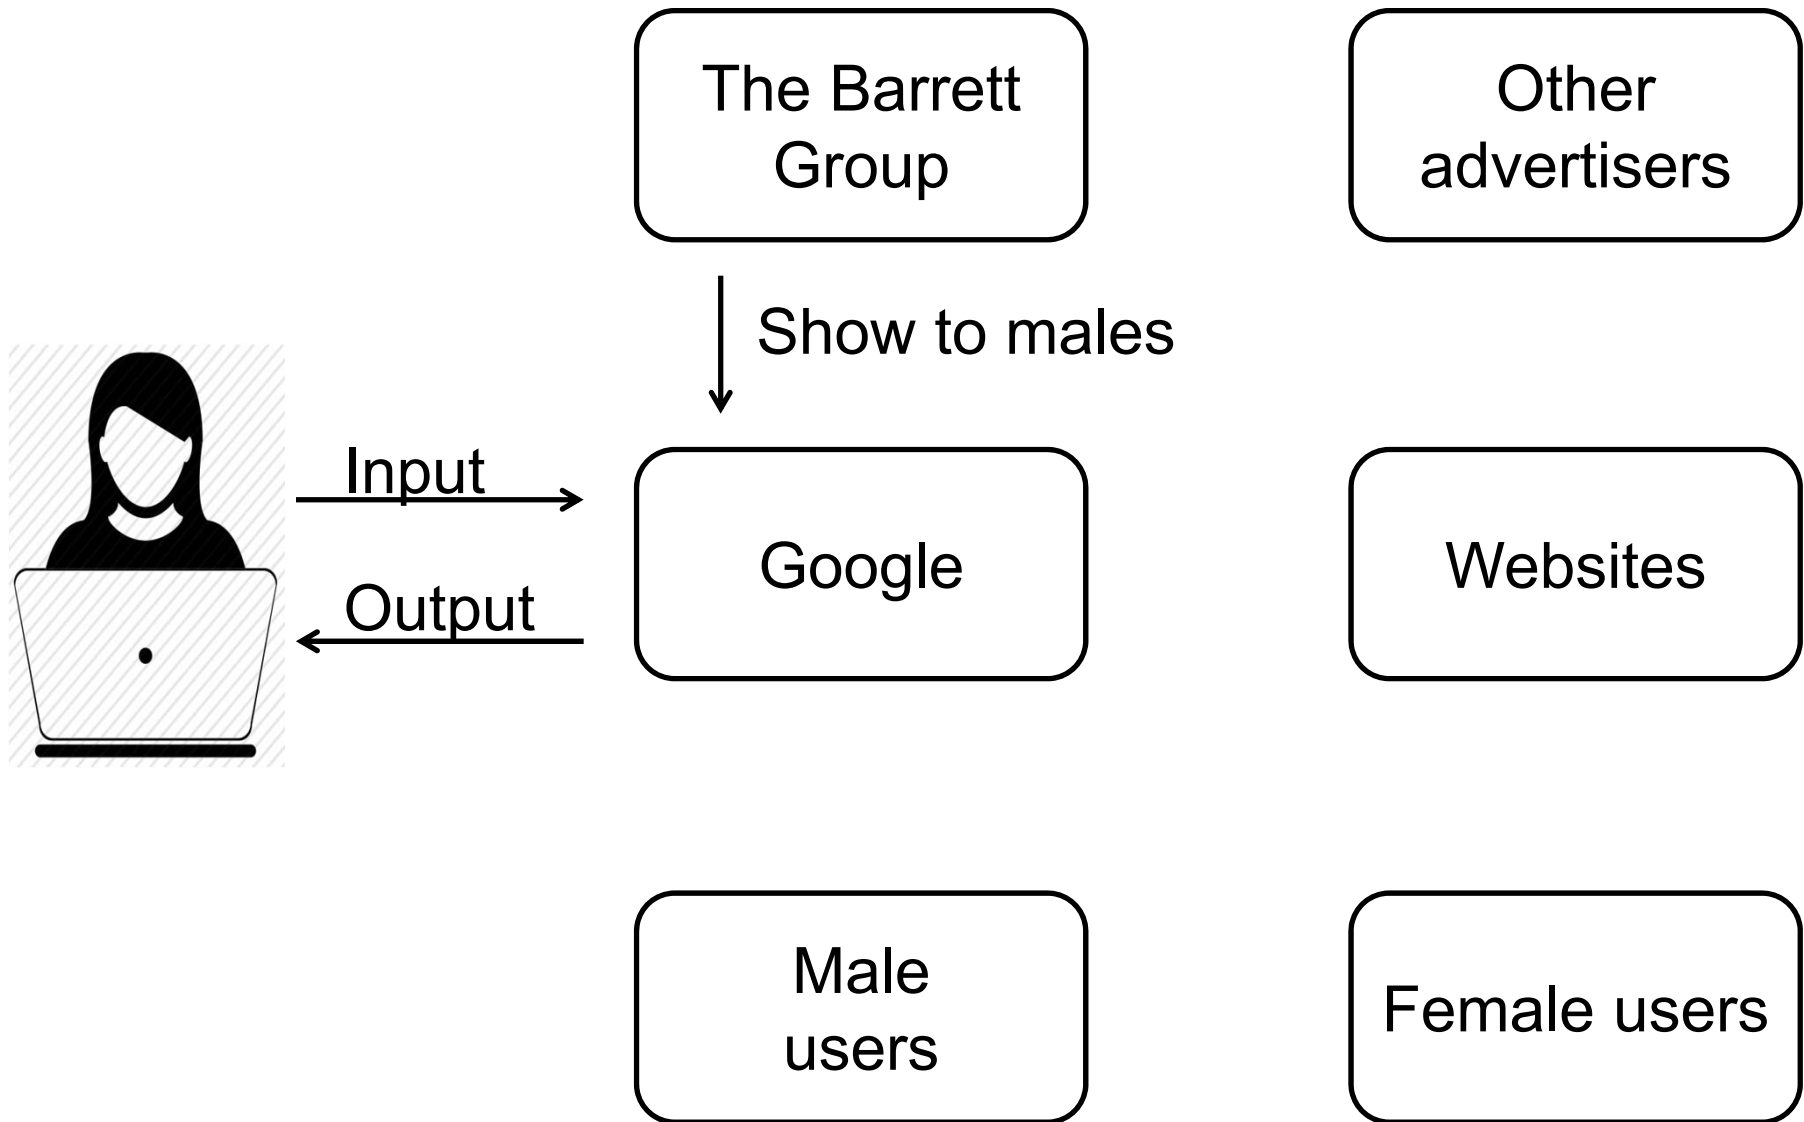 The Barrett
Group
Other
advertisers
Show to males
Input
Google
Websites
Output
Male
users
Female users